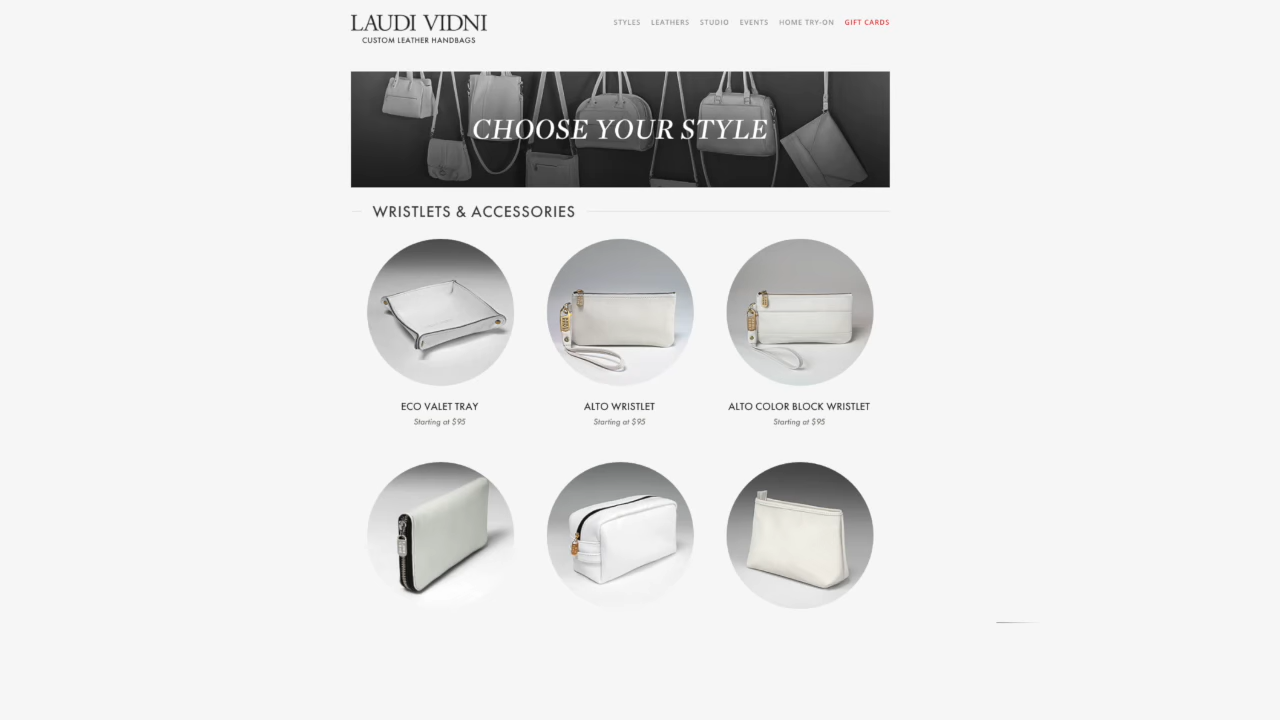 LAUDI VIDNI
CUSTOM LEATHER HANDBAGS
STYLES LEATHERS STUDIO EVENTS HOME TRY-ON GIFT CARDS
CHOOSE YOUR STYLE
WRISTLETS & ACCESSORIES
ECO VALET TRAY
Starting at $95
ALTO WRISTLET
Starting at $95
ALTO COLOR BLOCK WRISTLET
Starting at $95